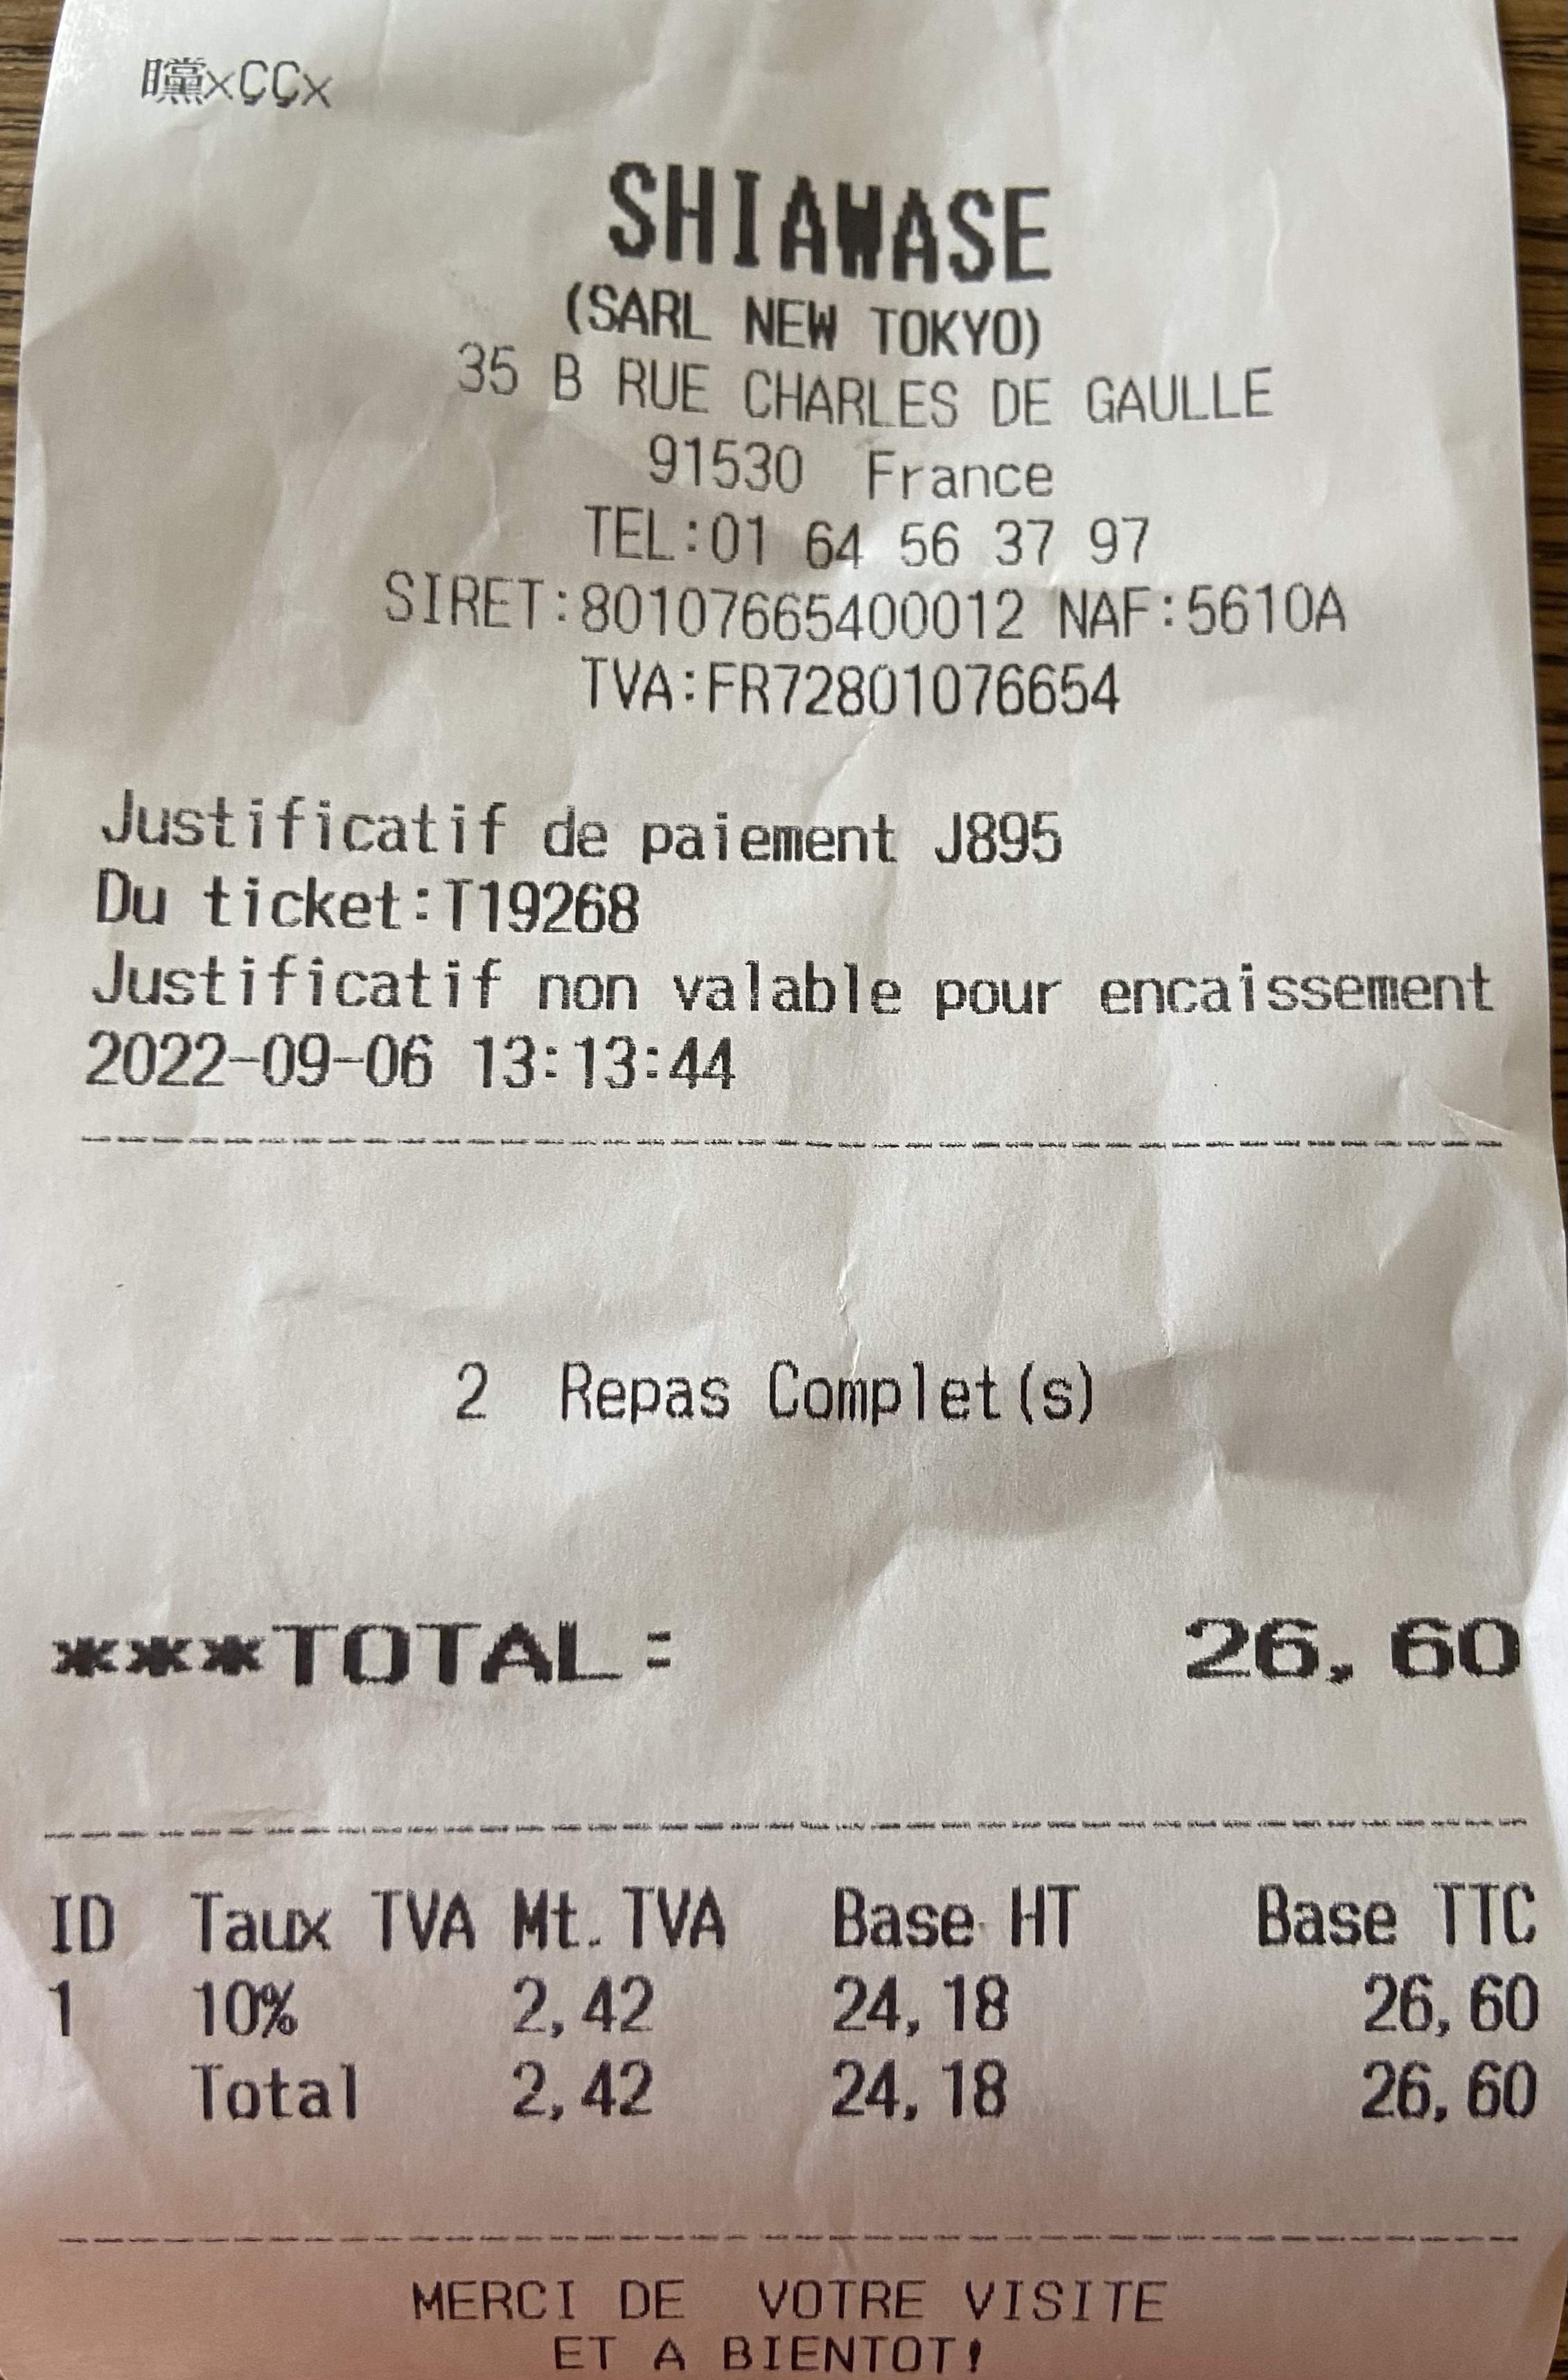 矘×ÇÇ×
SHIAWASE
(SARL NEW TOKYO)
35 B RUE CHARLES DE GAULLE
91530 France
TEL:01 64 56 37 97
SIRET:80107665400012 NAF:5610A
TVA:FR72801076654
Justificatif de paiement J895
Du ticket:T19268
Justificatif non valable pour encaissement
2022-09-06 13:13:44
2 Repas Complet(s)
***TOTAL: 26,60
ID Taux TVA Mt. TVA Base HT Base TTC
1 10% 2,42 24,18 26,60
Total 2,42 24,18 26,60
MERCI DE VOTRE VISITE
ET A BIENTOT!